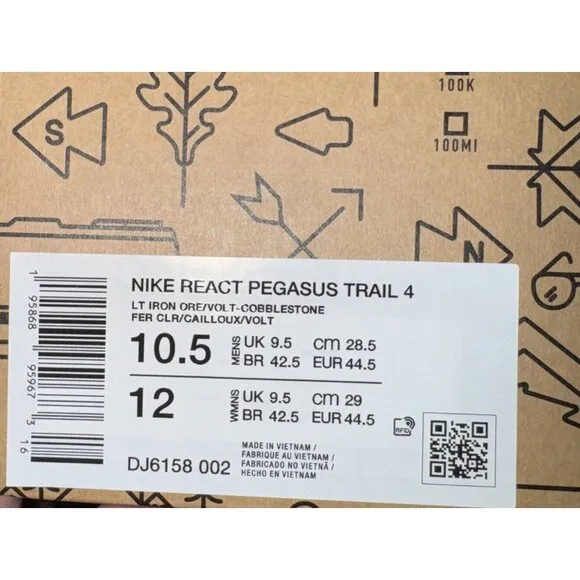 100K
100MI
S
N
NIKE REACT PEGASUS TRAIL 4
LT IRON ORE/VOLT-COBBLESTONE
FER CLR/CAILLOUX/VOLT
10.5 MENS UK 9.5 CM 28.5
BR 42.5 EUR 44.5
12 WMNS UK 9.5 CM 29
BR 42.5 EUR 44.5
RFID
DJ6158 002
MADE IN VIETNAM /
FABRIQUE AU VIETNAM /
FABRICADO NO VIETNÃ /
HECHO EN VIETNAM
1 95868 95967 3 16